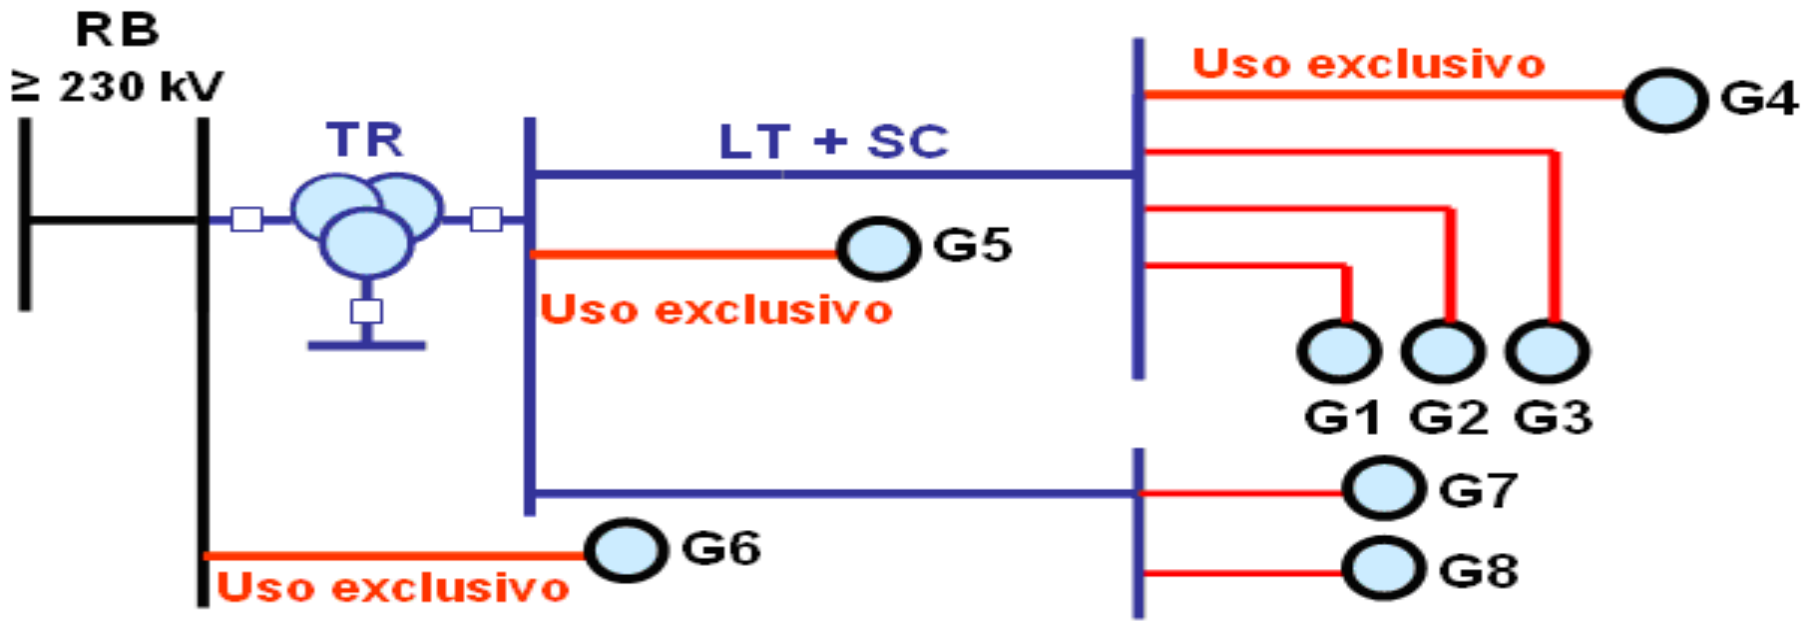 RB
≥ 230 kV
TR
LT + SC
Uso exclusivo
G4
G5
Uso exclusivo
G1 G2 G3
G7
G6
Uso exclusivo
G8